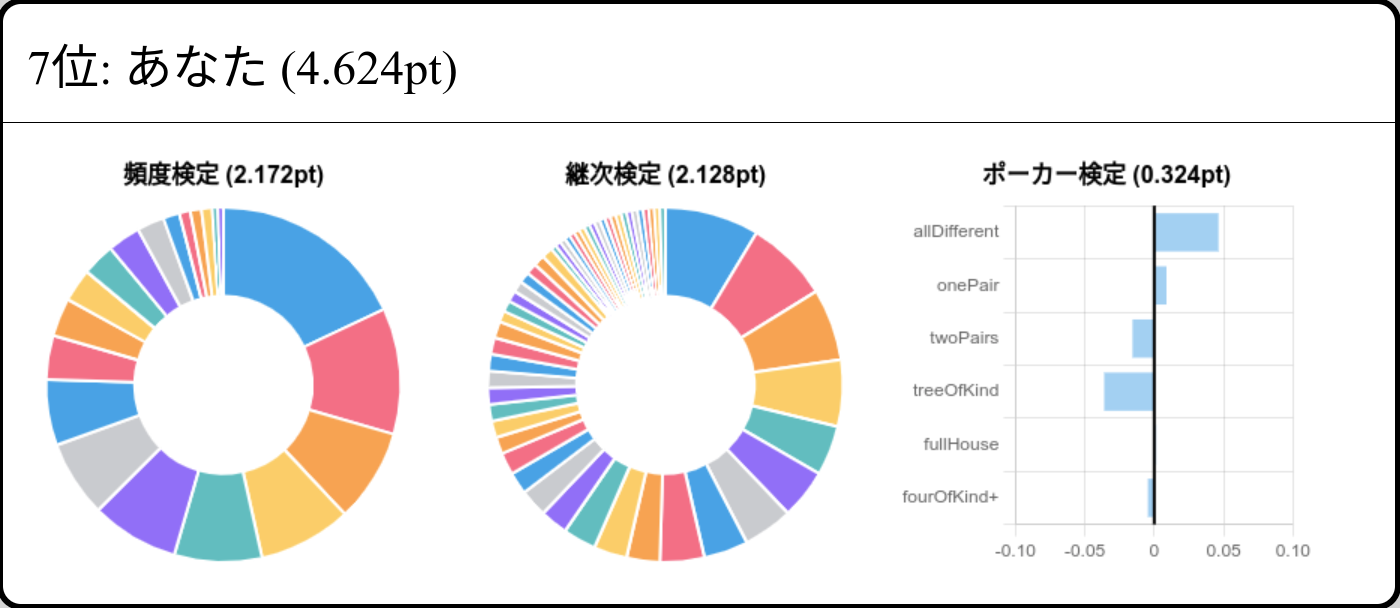 7位: あなた (4.624pt)
頻度検定 (2.172pt)
継次検定 (2.128pt)
ポーカー検定 (0.324pt)
allDifferent
onePair
twoPairs
treeOfKind
fullHouse
fourOfKind+
-0.10 -0.05 0 0.05 0.10